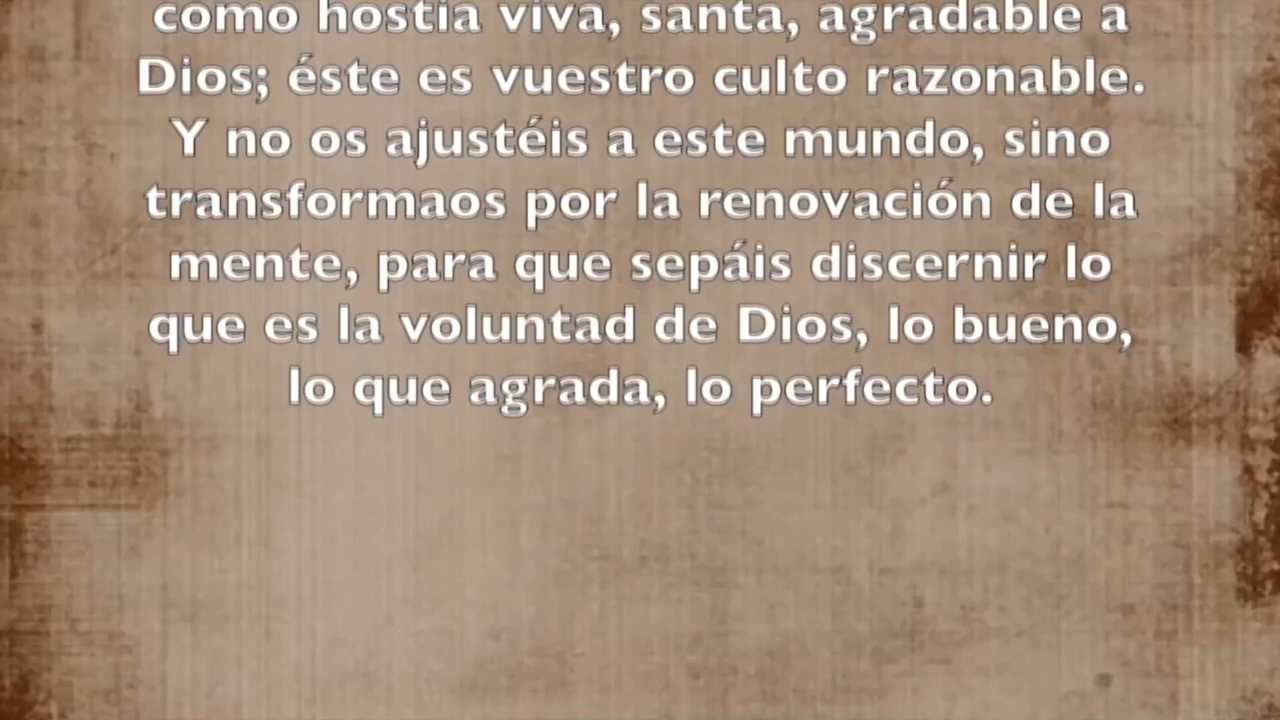 como hostia viva, santa, agradable a
Dios; éste es vuestro culto razonable.
Y no os ajustéis a este mundo, sino
transformaos por la renovación de la
mente, para que sepáis discernir lo
que es la voluntad de Dios, lo bueno,
lo que agrada, lo perfecto.